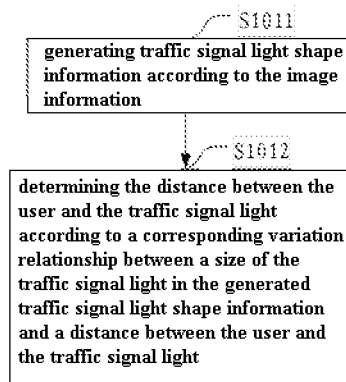 S1011
generating traffic signal light shape
information according to the image
information
S1012
determining the distance between the
user and the traffic signal light
according to a corresponding variation
relationship between a size of the
traffic signal light in the generated
traffic signal light shape information
and a distance between the user and
the traffic signal light